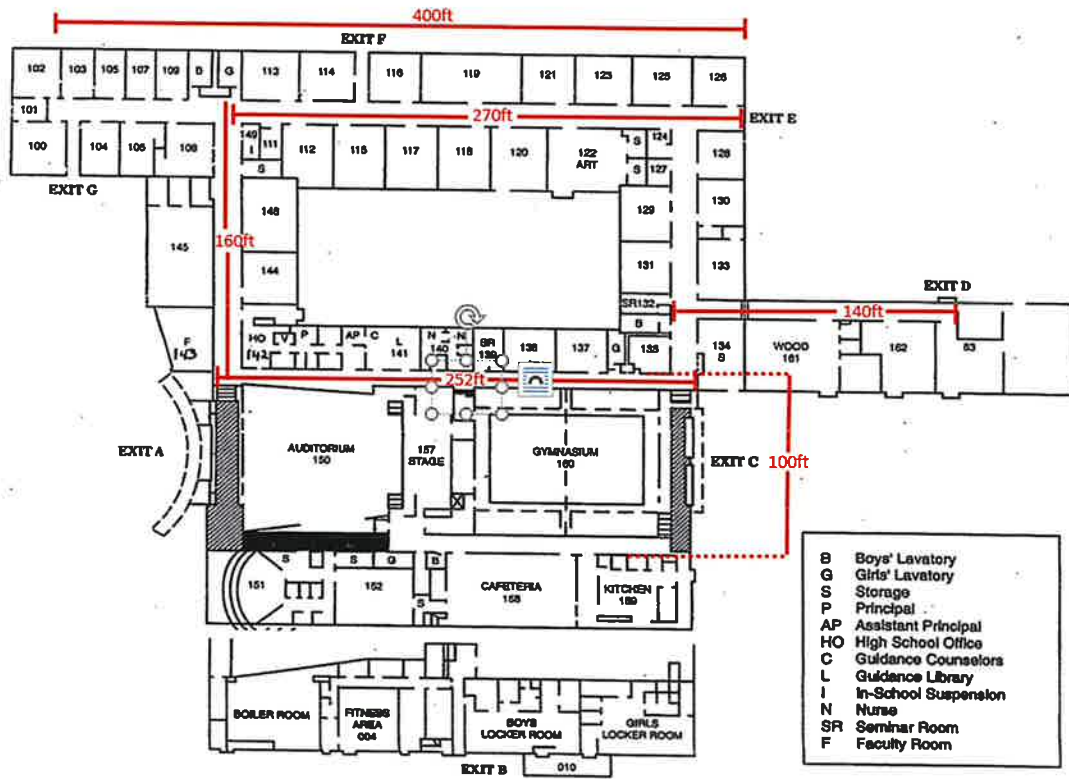 400ft
EXIT F
102
103
105
107
109
B
G
113
114
116
119
121
123
125
126
101
270ft
EXIT E
100
104
106
108
149
I
111
S
112
115
117
118
120
122
ART
S
124
S
127
128
EXIT G
148
129
130
145
160ft
144
131
133
SR132
B
EXIT D
140ft
F
143
HO
142
V
P
AP
C
L
141
N
140
N
SR
139
138
137
G
135
134
S
WOOD
161
162
63
252ft
EXIT A
AUDITORIUM
150
157
STAGE
GYMNASIUM
160
EXIT C
100ft
151
S
S
G
152
B
S
CAFETERIA
158
KITCHEN
159
BOILER ROOM
FITNESS
AREA
004
BOYS
LOCKER ROOM
GIRLS
LOCKER ROOM
EXIT B
010
B Boys' Lavatory
G Girls' Lavatory
S Storage
P Principal
AP Assistant Principal
HO High School Office
C Guidance Counselors
L Guidance Library
I In-School Suspension
N Nurse
SR Seminar Room
F Faculty Room